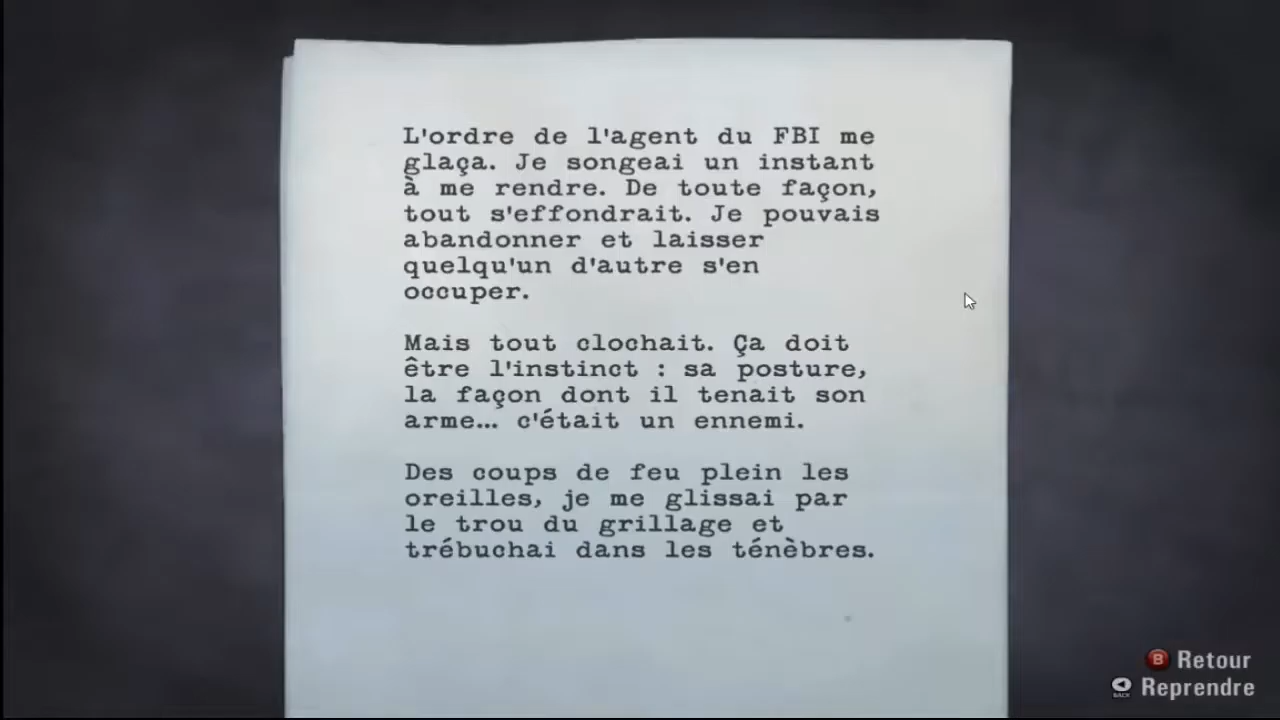 L'ordre de l'agent du FBI me
glaça. Je songeai un instant
à me rendre. De toute façon,
tout s'effondrait. Je pouvais
abandonner et laisser
quelqu'un d'autre s'en
occuper.
Mais tout clochait. Ça doit
être l'instinct : sa posture,
la façon dont il tenait son
arme… c'était un ennemi.
Des coups de feu plein les
oreilles, je me glissai par
le trou du grillage et
trébuchai dans les ténèbres.
B Retour
BACK Reprendre